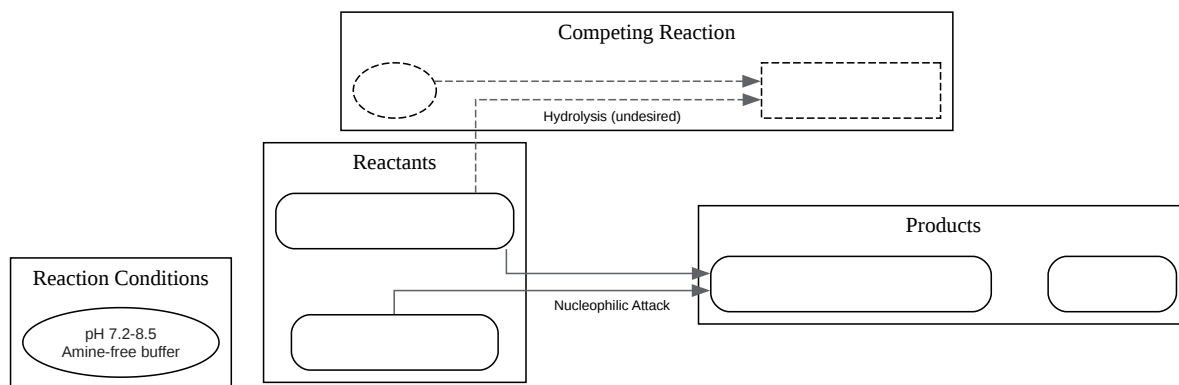 Competing Reaction
Hydrolysis (undesired)
Reactants
Products
Nucleophilic Attack
Reaction Conditions
pH 7.2-8.5
Amine-free buffer